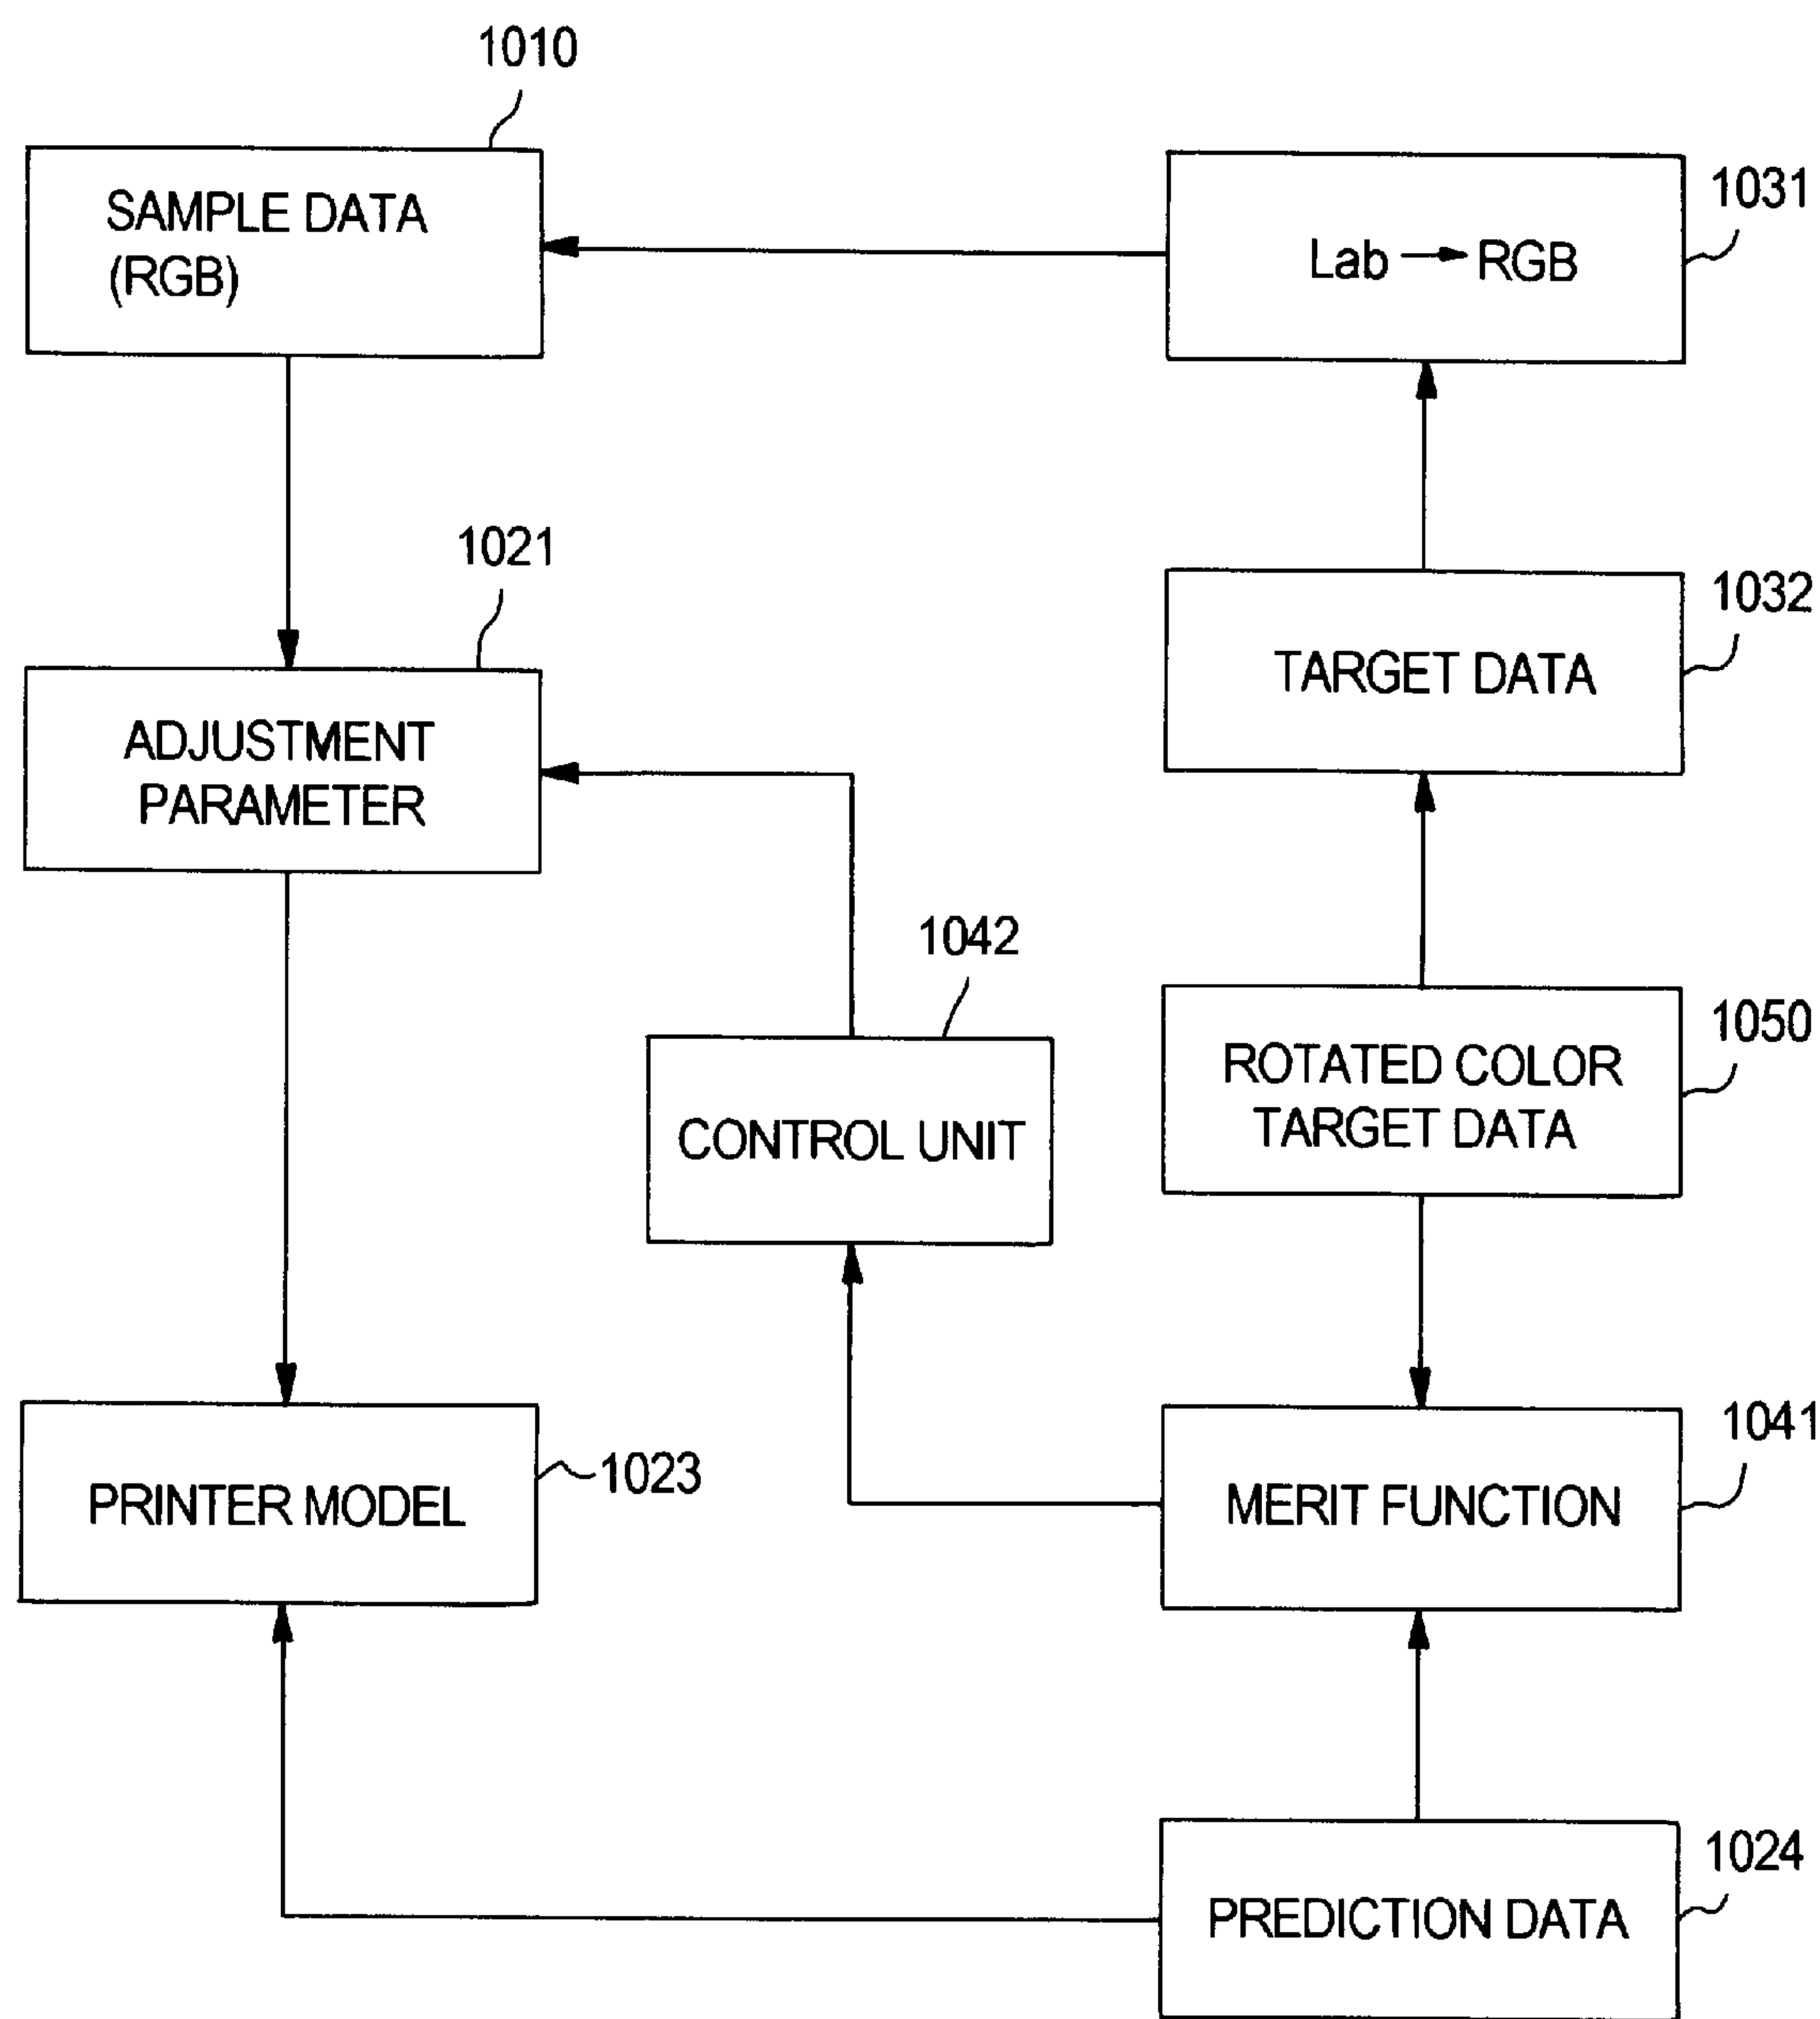 1010
SAMPLE DATA
(RGB)
Lab → RGB
1031
1021
ADJUSTMENT
PARAMETER
TARGET DATA
1032
1042
CONTROL UNIT
ROTATED COLOR
TARGET DATA
1050
PRINTER MODEL
1023
MERIT FUNCTION
1041
PREDICTION DATA
1024